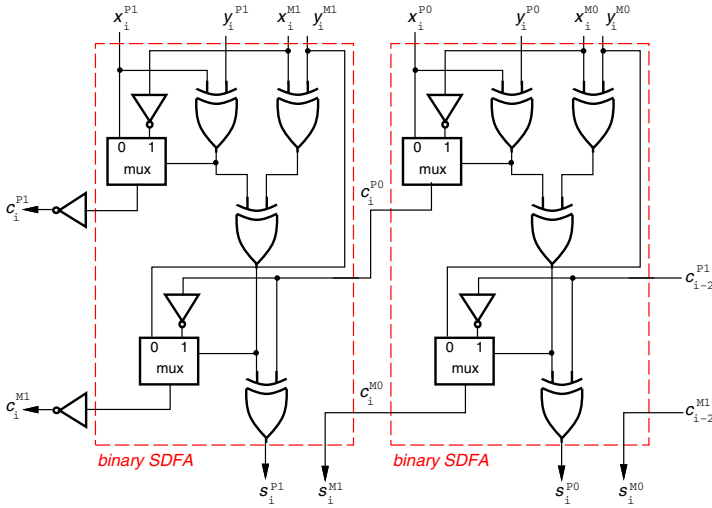 x_i^P1 y_i^P1 x_i^M1 y_i^M1 x_i^P0 y_i^P0 x_i^M0 y_i^M0
0 1 0 1
mux mux
c_i^P1 c_i^P0
c_i-2^P1
0 1 0 1
mux mux
c_i^M1 c_i^M0 c_i-2^M1
binary SDFA binary SDFA
s_i^P1 s_i^M1 s_i^P0 s_i^M0